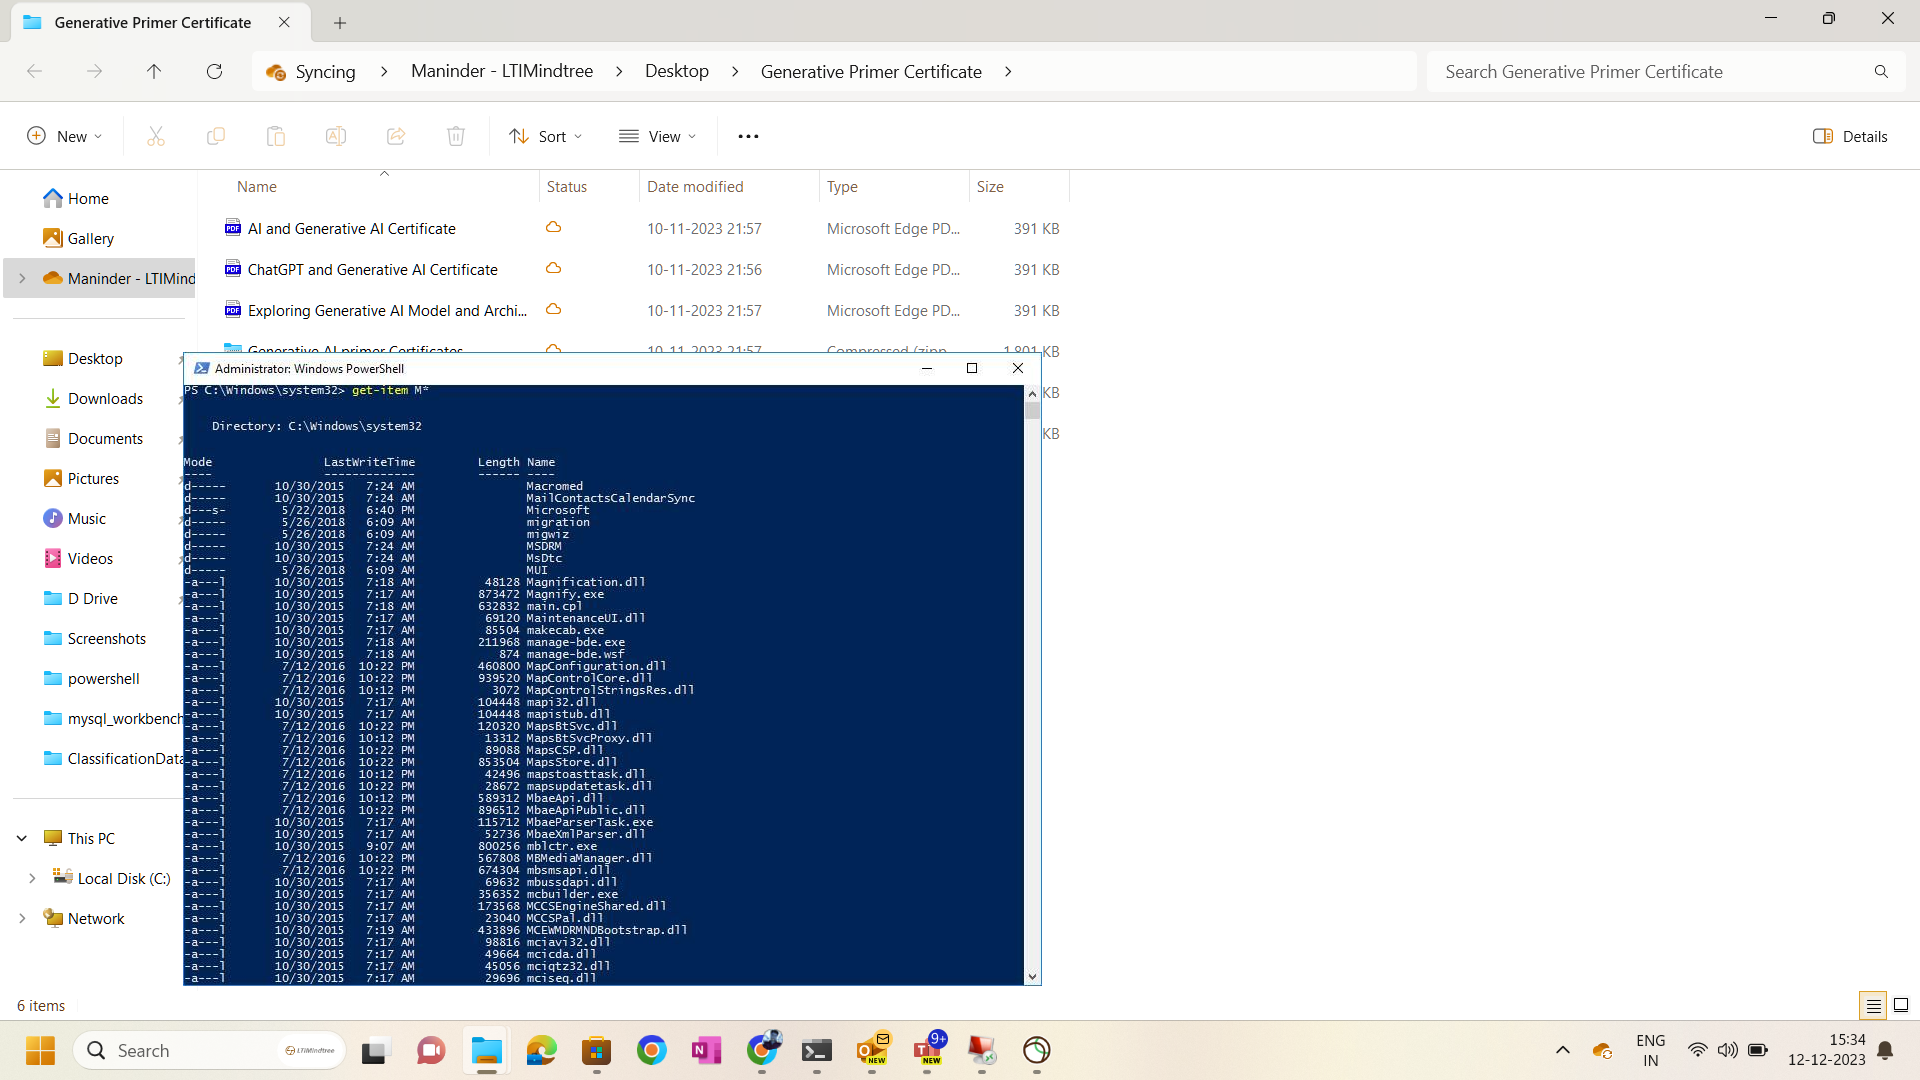 Generative Primer Certificate
Syncing > Maninder - LTIMindtree > Desktop > Generative Primer Certificate >
Search Generative Primer Certificate
New
Sort
View
Details
Name Status Date modified Type Size
Home
Gallery
Maninder - LTIMind
Desktop
Downloads
Documents
Pictures
Music
Videos
D Drive
Screenshots
powershell
mysql_workbench
ClassificationData
This PC
Local Disk (C:)
Network
AI and Generative AI Certificate 10-11-2023 21:57 Microsoft Edge PD... 391 KB
ChatGPT and Generative AI Certificate 10-11-2023 21:56 Microsoft Edge PD... 391 KB
Exploring Generative AI Model and Archi... 10-11-2023 21:57 Microsoft Edge PD... 391 KB
Generative AI primer Certificates 10-11-2023 21:57 Compressed (zipp... 1,801 KB
KB
KB
Administrator: Windows PowerShell
PS C:\Windows\system32> get-item M*
Directory: C:\Windows\system32
Mode LastWriteTime Length Name
---- ------------- ------ ----
d----- 10/30/2015 7:24 AM Macromed
d----- 10/30/2015 7:24 AM MailContactsCalendarSync
d---s- 5/22/2018 6:40 PM Microsoft
d----- 5/26/2018 6:09 AM migration
d----- 5/26/2018 6:09 AM migwiz
d----- 10/30/2015 7:24 AM MSDRM
d----- 10/30/2015 7:24 AM MsDtc
d----- 5/26/2018 6:09 AM MUI
-a---l 10/30/2015 7:18 AM 48128 Magnification.dll
-a---l 10/30/2015 7:17 AM 873472 Magnify.exe
-a---l 10/30/2015 7:18 AM 632832 main.cpl
-a---l 10/30/2015 7:17 AM 69120 MaintenanceUI.dll
-a---l 10/30/2015 7:17 AM 85504 makecab.exe
-a---l 10/30/2015 7:18 AM 211968 manage-bde.exe
-a---l 10/30/2015 7:18 AM 874 manage-bde.wsf
-a---l 7/12/2016 10:22 PM 460800 MapConfiguration.dll
-a---l 7/12/2016 10:22 PM 939520 MapControlCore.dll
-a---l 7/12/2016 10:12 PM 3072 MapControlStringsRes.dll
-a---l 10/30/2015 7:17 AM 104448 mapi32.dll
-a---l 10/30/2015 7:17 AM 104448 mapistub.dll
-a---l 7/12/2016 10:22 PM 120320 MapsBtSvc.dll
-a---l 7/12/2016 10:12 PM 13312 MapsBtSvcProxy.dll
-a---l 7/12/2016 10:22 PM 89088 MapsCSP.dll
-a---l 7/12/2016 10:22 PM 853504 MapsStore.dll
-a---l 7/12/2016 10:12 PM 42496 mapstoasttask.dll
-a---l 7/12/2016 10:22 PM 28672 mapsupdatetask.dll
-a---l 7/12/2016 10:12 PM 589312 MbaeApi.dll
-a---l 7/12/2016 10:22 PM 896512 MbaeApiPublic.dll
-a---l 10/30/2015 7:17 AM 115712 MbaeParserTask.exe
-a---l 10/30/2015 7:17 AM 52736 MbaeXmlParser.dll
-a---l 10/30/2015 9:07 AM 800256 mblctr.exe
-a---l 7/12/2016 10:22 PM 567808 MBMediaManager.dll
-a---l 7/12/2016 10:22 PM 674304 mbsmsapi.dll
-a---l 10/30/2015 7:17 AM 69632 mbussdapi.dll
-a---l 10/30/2015 7:17 AM 356352 mcbuilder.exe
-a---l 10/30/2015 7:17 AM 173568 MCCSEngineShared.dll
-a---l 10/30/2015 7:17 AM 23040 MCCSPal.dll
-a---l 10/30/2015 7:19 AM 433896 MCEWMDRMNDBootstrap.dll
-a---l 10/30/2015 7:17 AM 98816 mciavi32.dll
-a---l 10/30/2015 7:17 AM 49664 mcicda.dll
-a---l 10/30/2015 7:17 AM 45056 mciqtz32.dll
-a---l 10/30/2015 7:17 AM 29696 mciseq.dll
6 items
Search LTIMindtree
NEW
9+
NEW
ENG
IN
15:34
12-12-2023